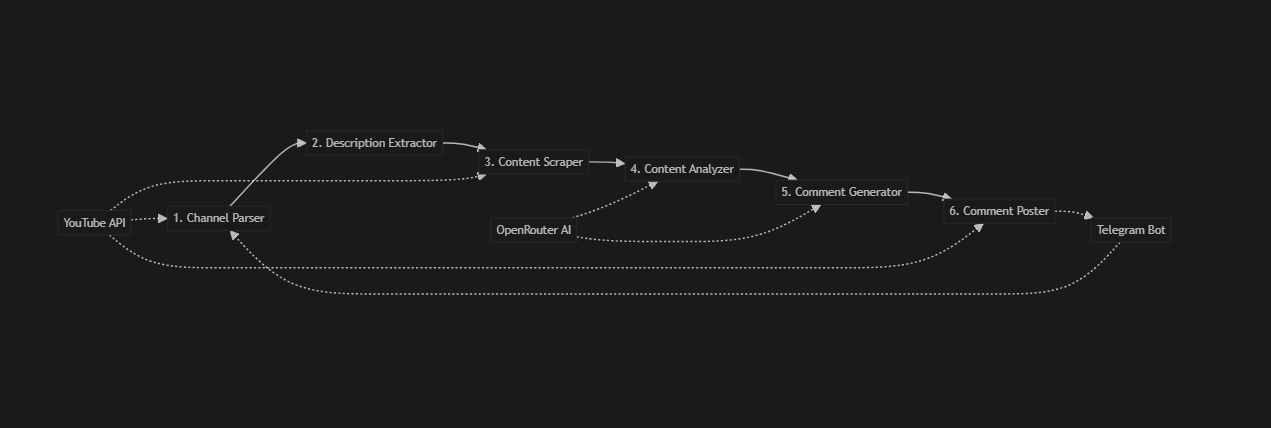 2. Description Extractor
3. Content Scraper
4. Content Analyzer
5. Comment Generator
6. Comment Poster
YouTube API
1. Channel Parser
OpenRouter AI
Telegram Bot